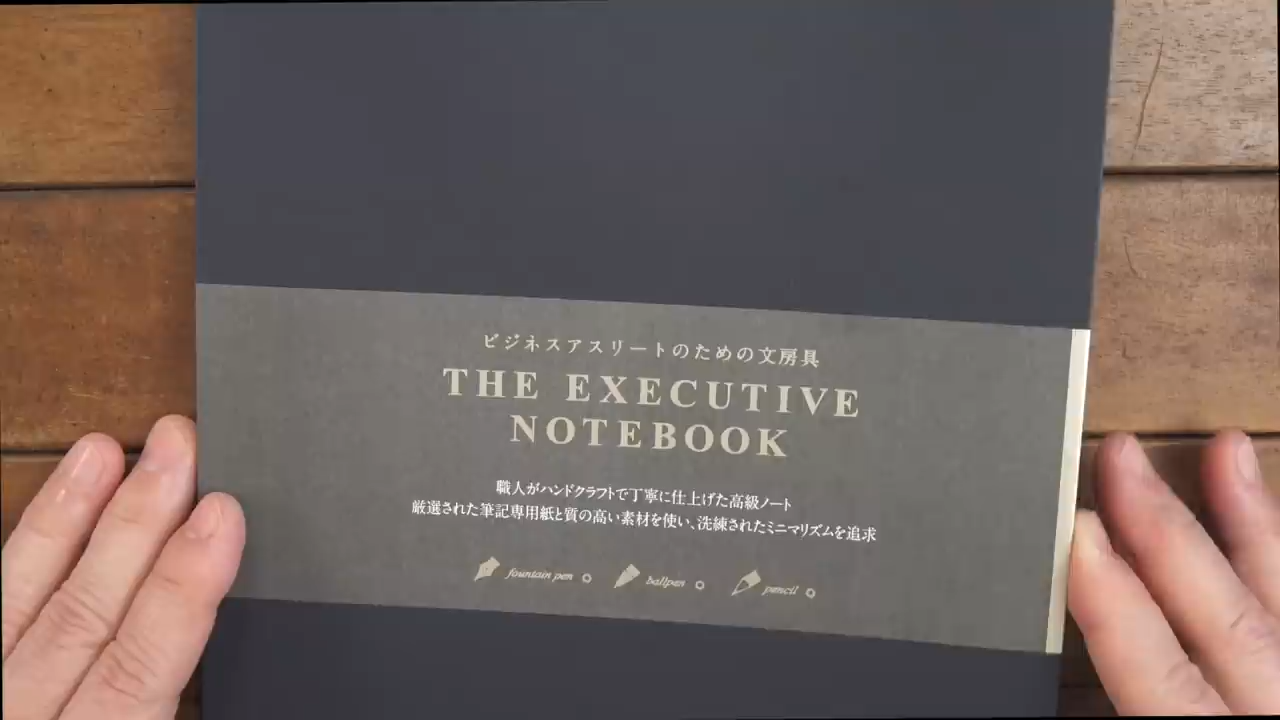 ビジネスアスリートのための文房具
THE EXECUTIVE
NOTEBOOK
職人がハンドクラフトで丁寧に仕上げた高級ノート
厳選された筆記専用紙と質の高い素材を使い、洗練されたミニマリズムを追求
fountain pen ○ ballpen ○ pencil ○